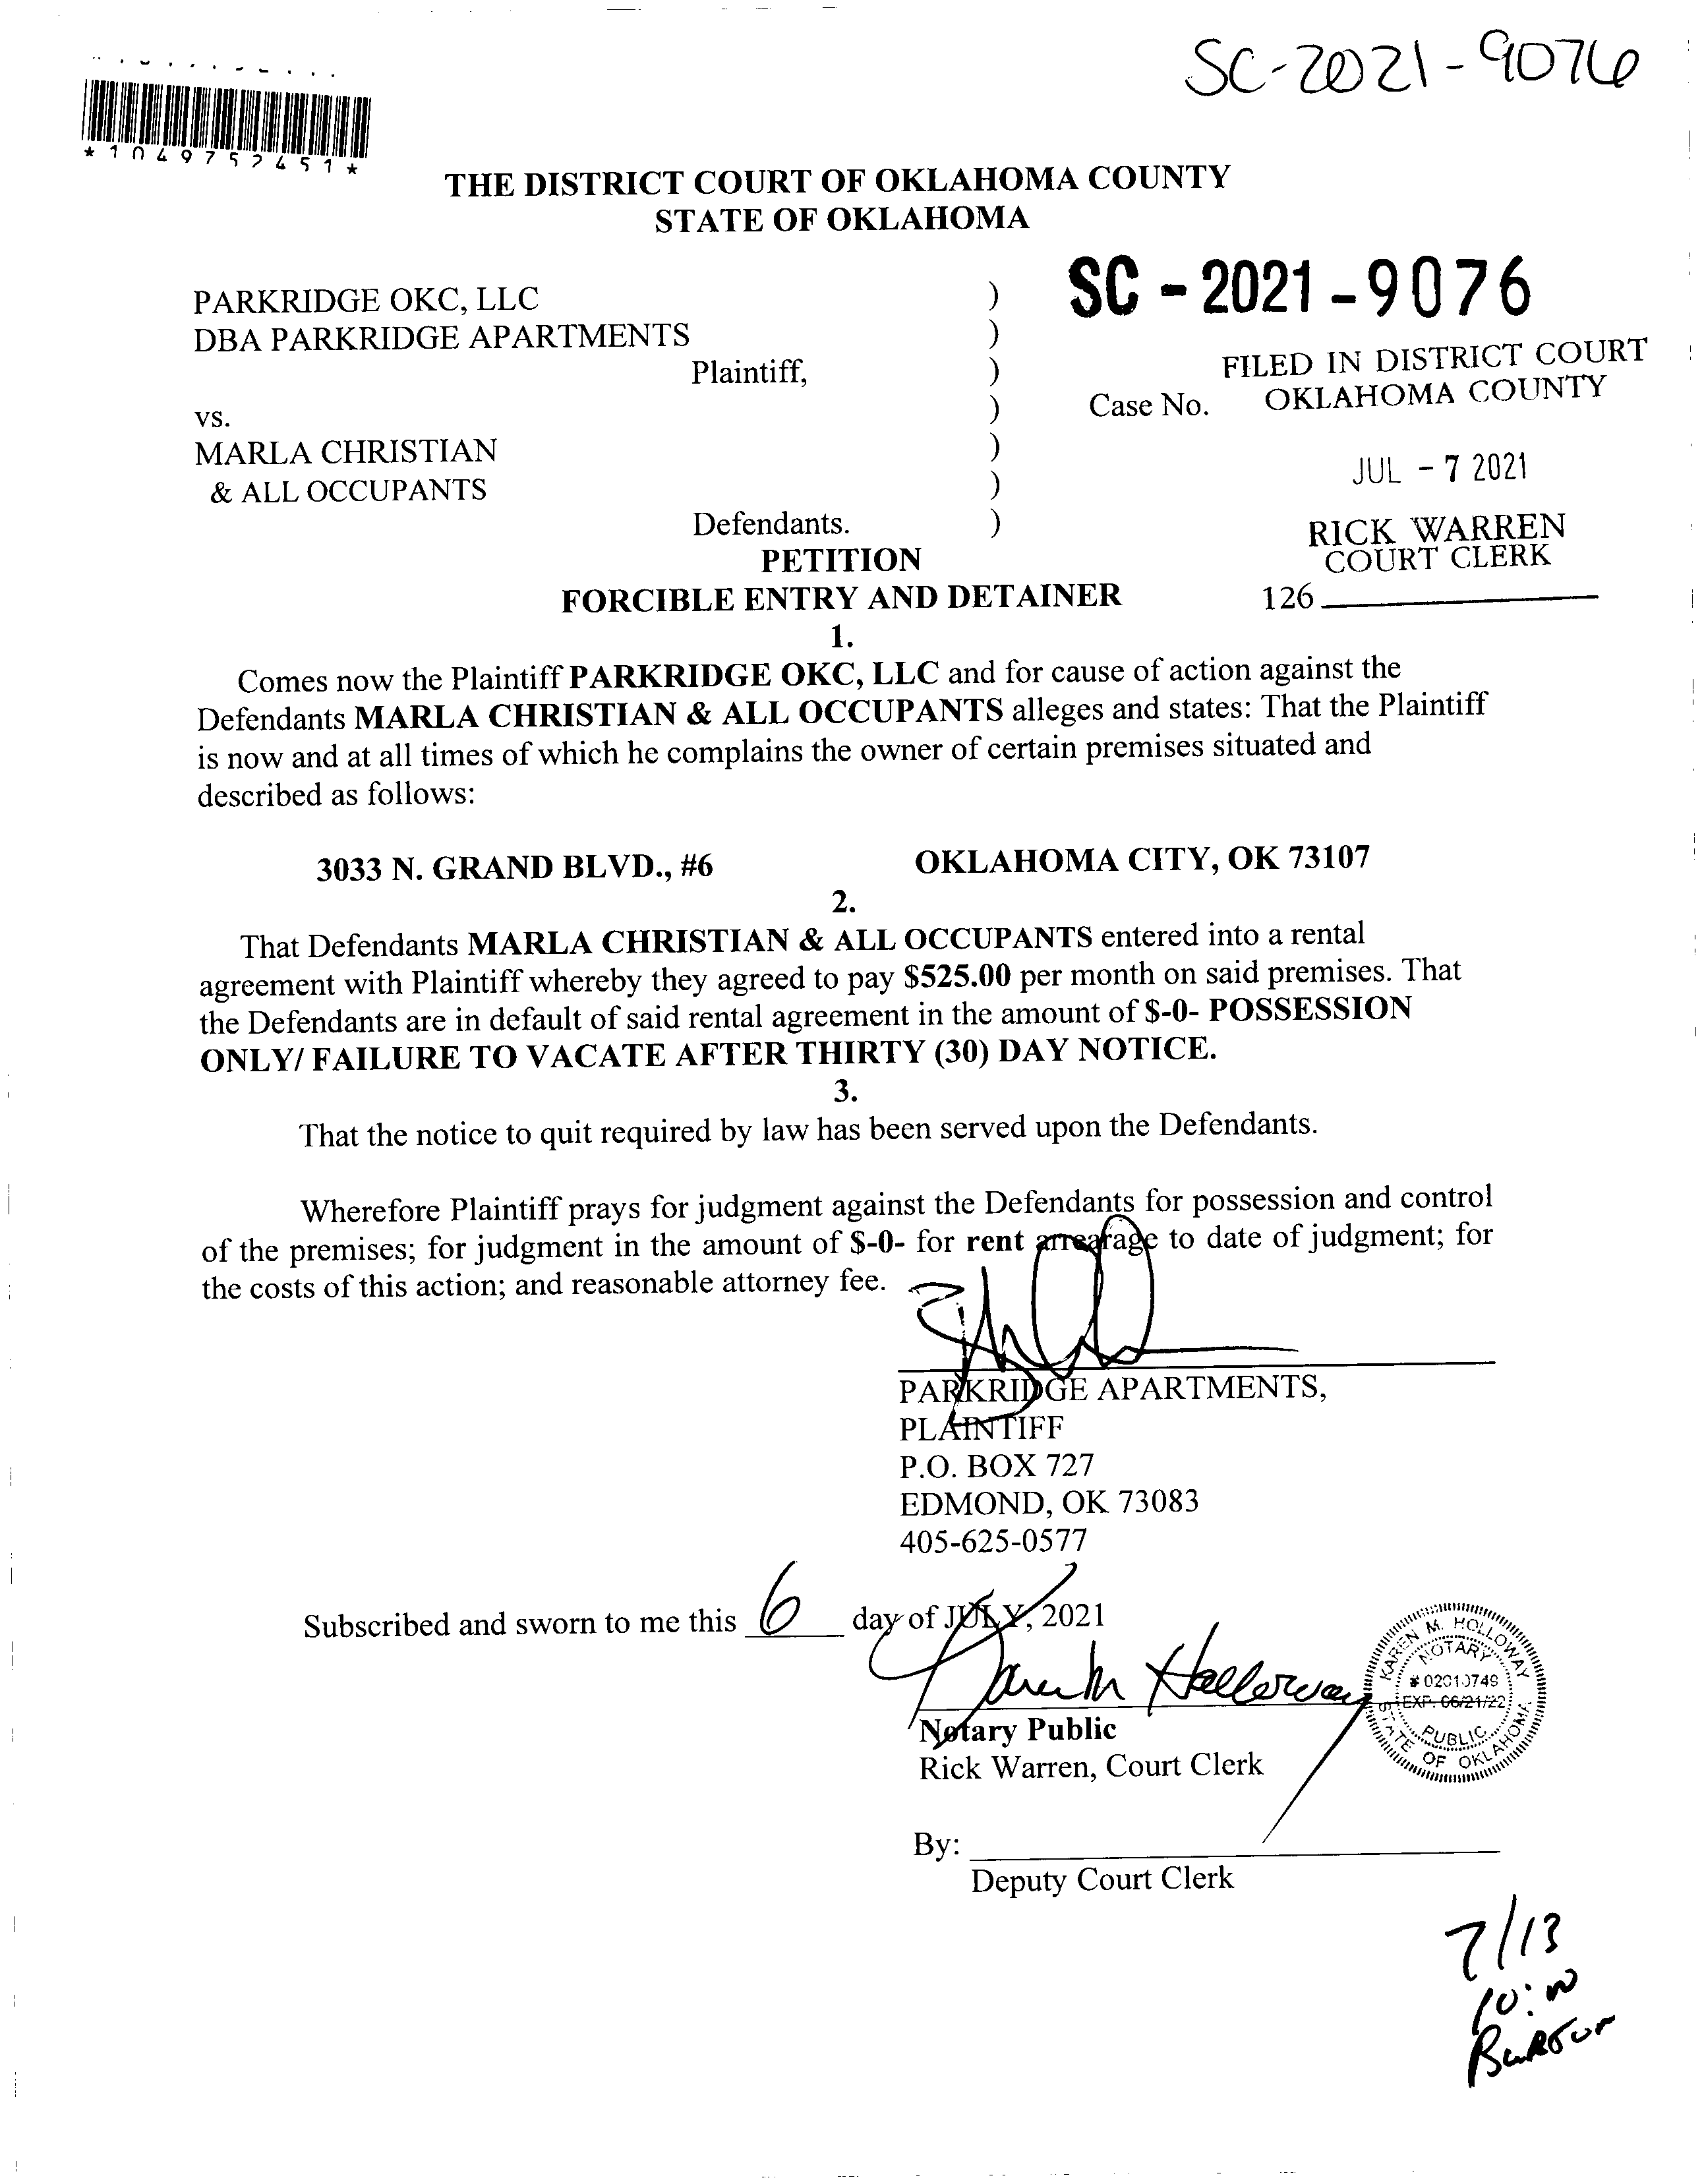 SC-2021-9076
*1049752451*
THE DISTRICT COURT OF OKLAHOMA COUNTY
STATE OF OKLAHOMA
SC-2021-9076
PARKRIDGE OKC, LLC )
DBA PARKRIDGE APARTMENTS )
FILED IN DISTRICT COURT
Plaintiff, )
OKLAHOMA COUNTY
) Case No.
vs.
MARLA CHRISTIAN )
JUL - 7 2021
& ALL OCCUPANTS )
Defendants. )
RICK WARREN
COURT CLERK
PETITION
FORCIBLE ENTRY AND DETAINER
126
1.
Comes now the Plaintiff PARKRIDGE OKC, LLC and for cause of action against the
Defendants MARLA CHRISTIAN & ALL OCCUPANTS alleges and states: That the Plaintiff
is now and at all times of which he complains the owner of certain premises situated and
described as follows:
3033 N. GRAND BLVD., #6 OKLAHOMA CITY, OK 73107
2.
That Defendants MARLA CHRISTIAN & ALL OCCUPANTS entered into a rental
agreement with Plaintiff whereby they agreed to pay $525.00 per month on said premises. That
the Defendants are in default of said rental agreement in the amount of $-0- POSSESSION
ONLY/ FAILURE TO VACATE AFTER THIRTY (30) DAY NOTICE.
3.
That the notice to quit required by law has been served upon the Defendants.
Wherefore Plaintiff prays for judgment against the Defendants for possession and control
of the premises; for judgment in the amount of $-0- for rent arrearage to date of judgment; for
the costs of this action; and reasonable attorney fee.
PARKRIDGE APARTMENTS,
PLAINTIFF
P.O. BOX 727
EDMOND, OK 73083
405-625-0577
Subscribed and sworn to me this 6 day of JULY, 2021
Karen M Holloway
KAREN M. HOLLOWAY
NOTARY
# 02010749
EXP. 06/21/22
PUBLIC
STATE OF OKLAHOMA
Notary Public
Rick Warren, Court Clerk
By:
Deputy Court Clerk
7/13
10:00
BURTON